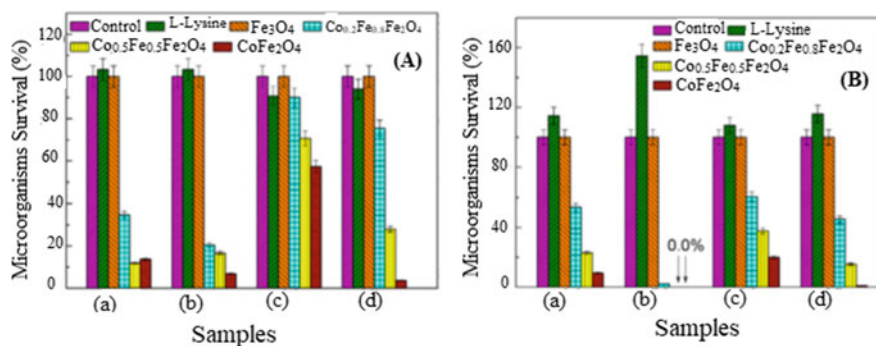 Control L-Lysine Fe3O4 Co0.2Fe0.8Fe2O4
Co0.5Fe0.5Fe2O4 CoFe2O4
(A)
Microorganisms Survival (%)
120
100
80
60
40
20
0
(a) (b) (c) (d)
Samples
Control L-Lysine
Fe3O4 Co0.2Fe0.8Fe2O4
Co0.5Fe0.5Fe2O4
CoFe2O4
(B)
Microorganisms Survival (%)
160
120
80
40
0
0.0%
(a) (b) (c) (d)
Samples